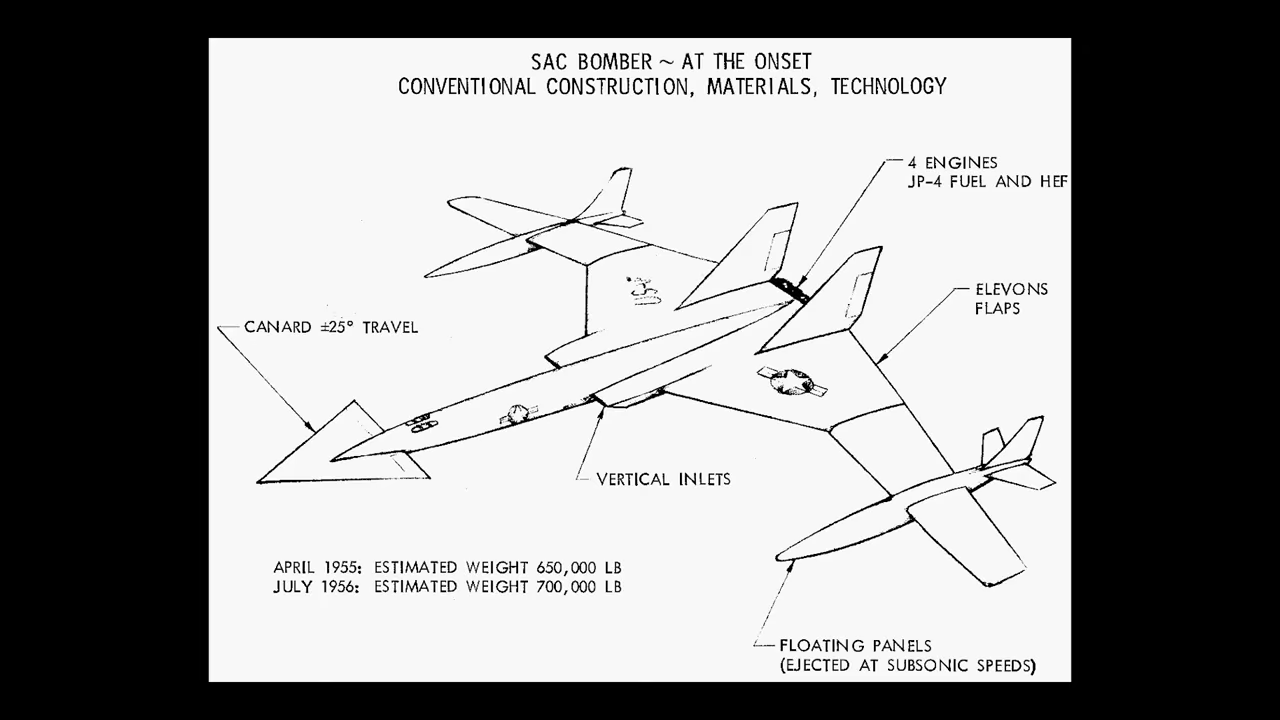 SAC BOMBER ~ AT THE ONSET
CONVENTIONAL CONSTRUCTION, MATERIALS, TECHNOLOGY
4 ENGINES
JP-4 FUEL AND HEF
ELEVONS
FLAPS
USAF
CANARD ±25° TRAVEL
VERTICAL INLETS
APRIL 1955: ESTIMATED WEIGHT 650,000 LB
JULY 1956: ESTIMATED WEIGHT 700,000 LB
FLOATING PANELS
(EJECTED AT SUBSONIC SPEEDS)